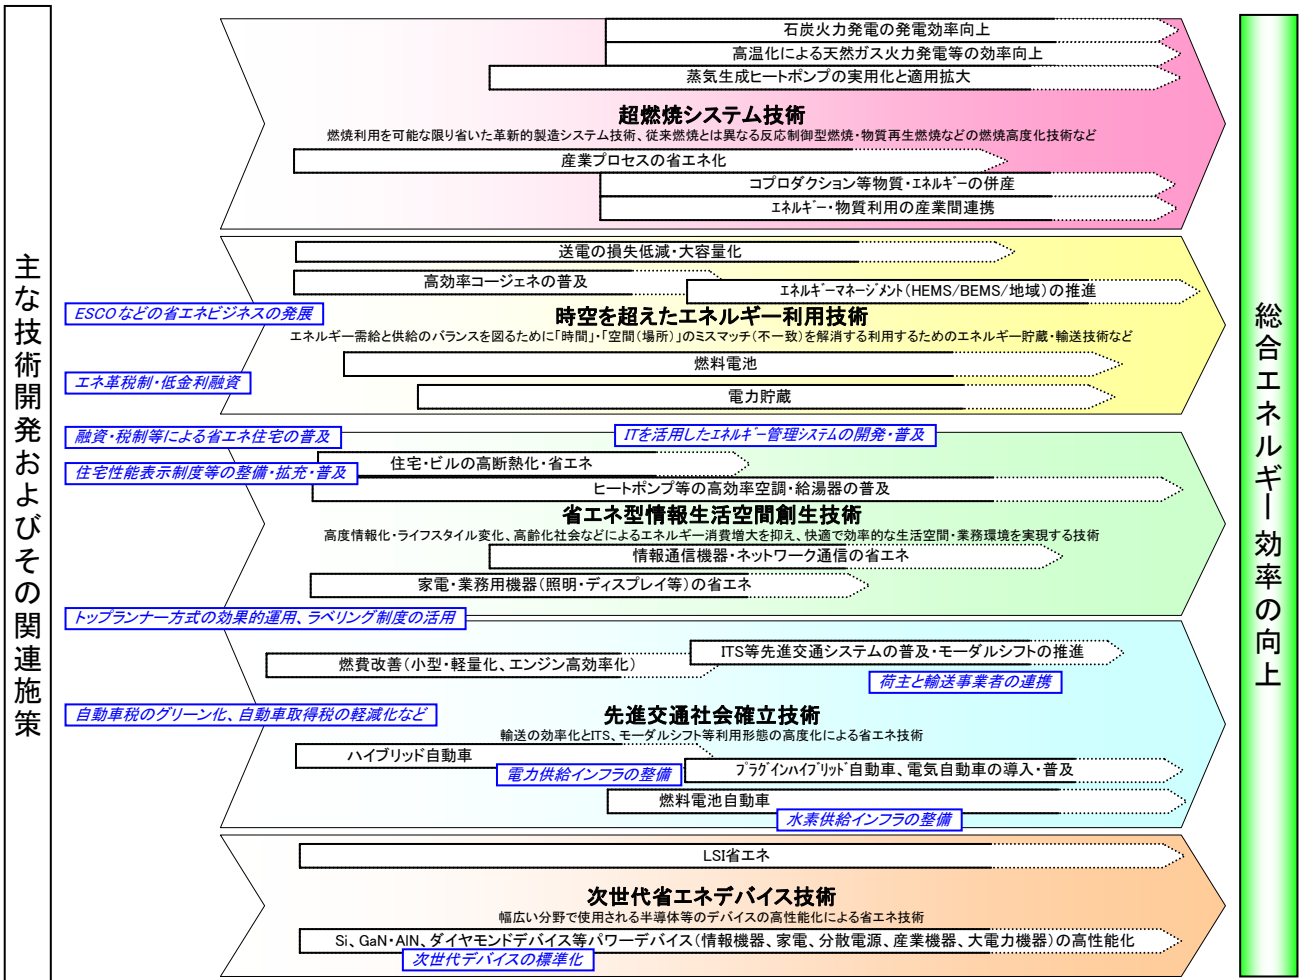 主な技術開発およびその関連施策
石炭火力発電の発電効率向上
高温化による天然ガス火力発電等の効率向上
蒸気生成ヒートポンプの実用化と適用拡大
超燃焼システム技術
燃焼利用を可能な限り省いた革新的製造システム技術、従来燃焼とは異なる反応制御型燃焼・物質再生燃焼などの燃焼高度化技術など
産業プロセスの省エネ化
コプロダクション等物質・エネルギーの併産
エネルギー・物質利用の産業間連携
送電の損失低減・大容量化
高効率コージェネの普及
エネルギーマネージメント(HEMS/BEMS/地域)の推進
ESCOなどの省エネビジネスの発展
時空を超えたエネルギー利用技術
エネルギー需給と供給のバランスを図るために「時間」・「空間(場所)」のミスマッチ(不一致)を解消する利用するためのエネルギー貯蔵・輸送技術など
燃料電池
エネ革税制・低金利融資
電力貯蔵
融資・税制等による省エネ住宅の普及
ITを活用したエネルギー管理システムの開発・普及
住宅・ビルの高断熱化・省エネ
住宅性能表示制度等の整備・拡充・普及
ヒートポンプ等の高効率空調・給湯器の普及
省エネ型情報生活空間創生技術
高度情報化・ライフスタイル変化、高齢化社会などによるエネルギー消費増大を抑え、快適で効率的な生活空間・業務環境を実現する技術
情報通信機器・ネットワーク通信の省エネ
家電・業務用機器(照明・ディスプレイ等)の省エネ
トップランナー方式の効果的運用、ラベリング制度の活用
ITS等先進交通システムの普及・モーダルシフトの推進
燃費改善(小型・軽量化、エンジン高効率化)
荷主と輸送事業者の連携
自動車税のグリーン化、自動車取得税の軽減化など
先進交通社会確立技術
輸送の効率化とITS、モーダルシフト等利用形態の高度化による省エネ技術
ハイブリッド自動車
電力供給インフラの整備
プラグインハイブリッド自動車、電気自動車の導入・普及
燃料電池自動車
水素供給インフラの整備
LSI省エネ
次世代省エネデバイス技術
幅広い分野で使用される半導体等のデバイスの高性能化による省エネ技術
Si、GaN・AlN、ダイヤモンドデバイス等パワーデバイス(情報機器、家電、分散電源、産業機器、大電力機器)の高性能化
次世代デバイスの標準化
総合エネルギー効率の向上